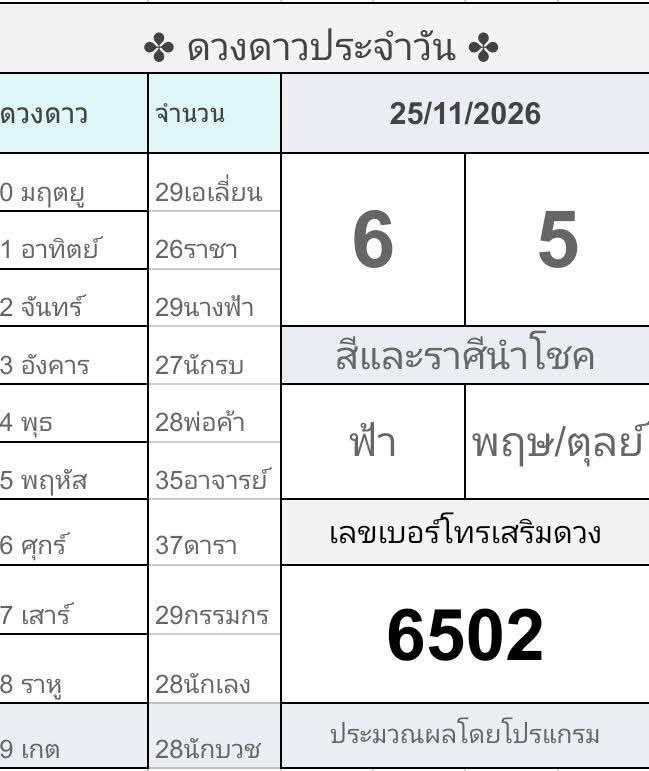 ✤ ดวงดาวประจำวัน ✤
ดวงดาว จำนวน 25/11/2026
0 มฤตยู 29เอเลี่ยน
6 5
1 อาทิตย์ 26ราชา
2 จันทร์ 29นางฟ้า
3 อังคาร 27นักรบ สีและราศีนำโชค
4 พุธ 28พ่อค้า
ฟ้า พฤษ/ตุลย์
5 พฤหัส 35อาจารย์
6 ศุกร์ 37ดารา เลขเบอร์โทรเสริมดวง
7 เสาร์ 29กรรมกร
6502
8 ราหู 28นักเลง
9 เกต 28นักบวช ประมวณผลโดยโปรแกรม